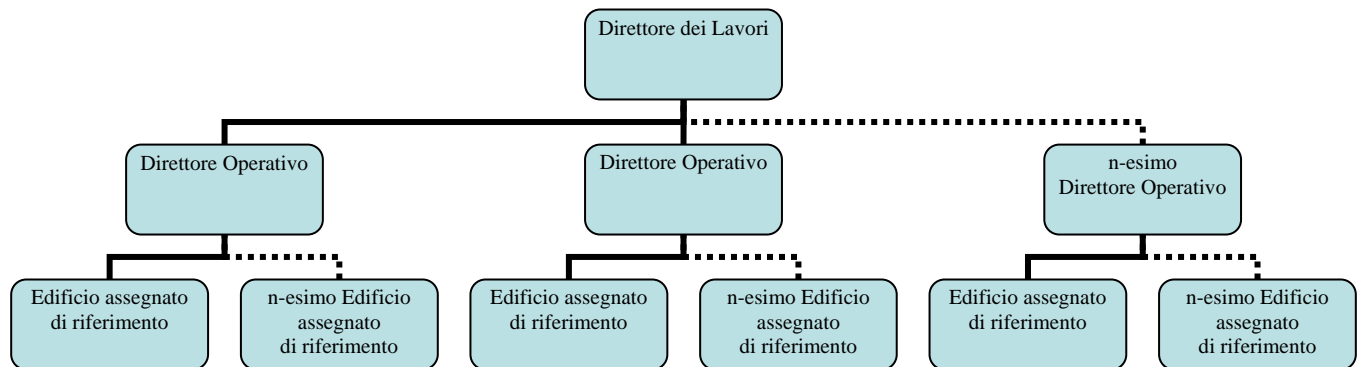 Direttore dei Lavori
Direttore Operativo
Direttore Operativo
n-esimo
Direttore Operativo
Edificio assegnato
di riferimento
n-esimo Edificio
assegnato
di riferimento
Edificio assegnato
di riferimento
n-esimo Edificio
assegnato
di riferimento
Edificio assegnato
di riferimento
n-esimo Edificio
assegnato
di riferimento